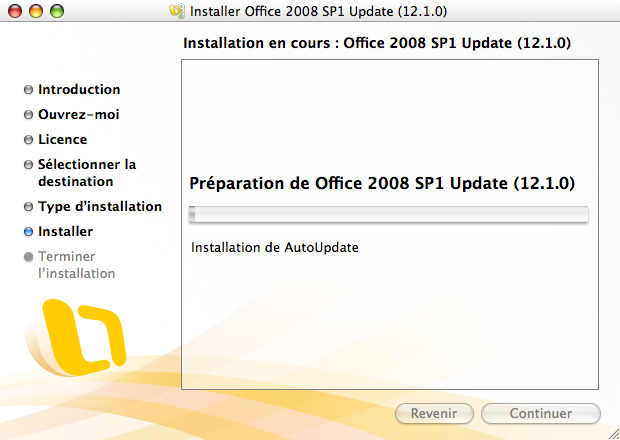 Installer Office 2008 SP1 Update (12.1.0)
Installation en cours : Office 2008 SP1 Update (12.1.0)
Introduction
Ouvrez-moi
Licence
Sélectionner la
destination
Type d'installation
Installer
Terminer
l'installation
Préparation de Office 2008 SP1 Update (12.1.0)
Installation de AutoUpdate
Revenir
Continuer